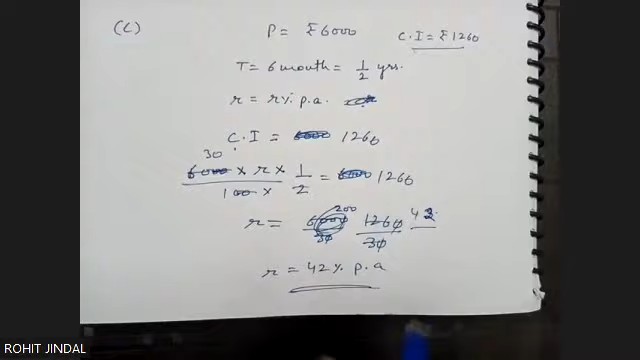 (c) P = ₹6000 C.I = ₹1260
T = 6 month = 1/2 yrs.
r = r% p.a.
C.I = 1260
30
6000 × r × 1/2 = 1260
100 ×
r = 1260/30 42
r = 42% p.a
ROHIT JINDAL